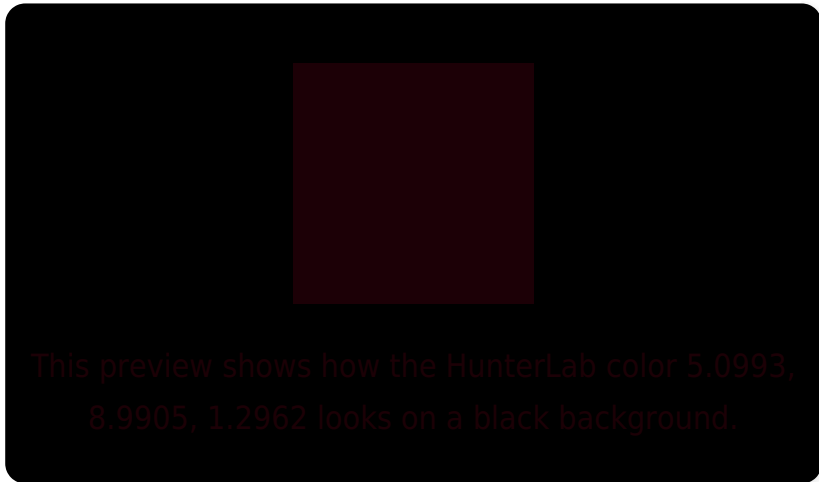 This preview shows how the HunterLab color 5.0993,
8.9905, 1.2962 looks on a black background.